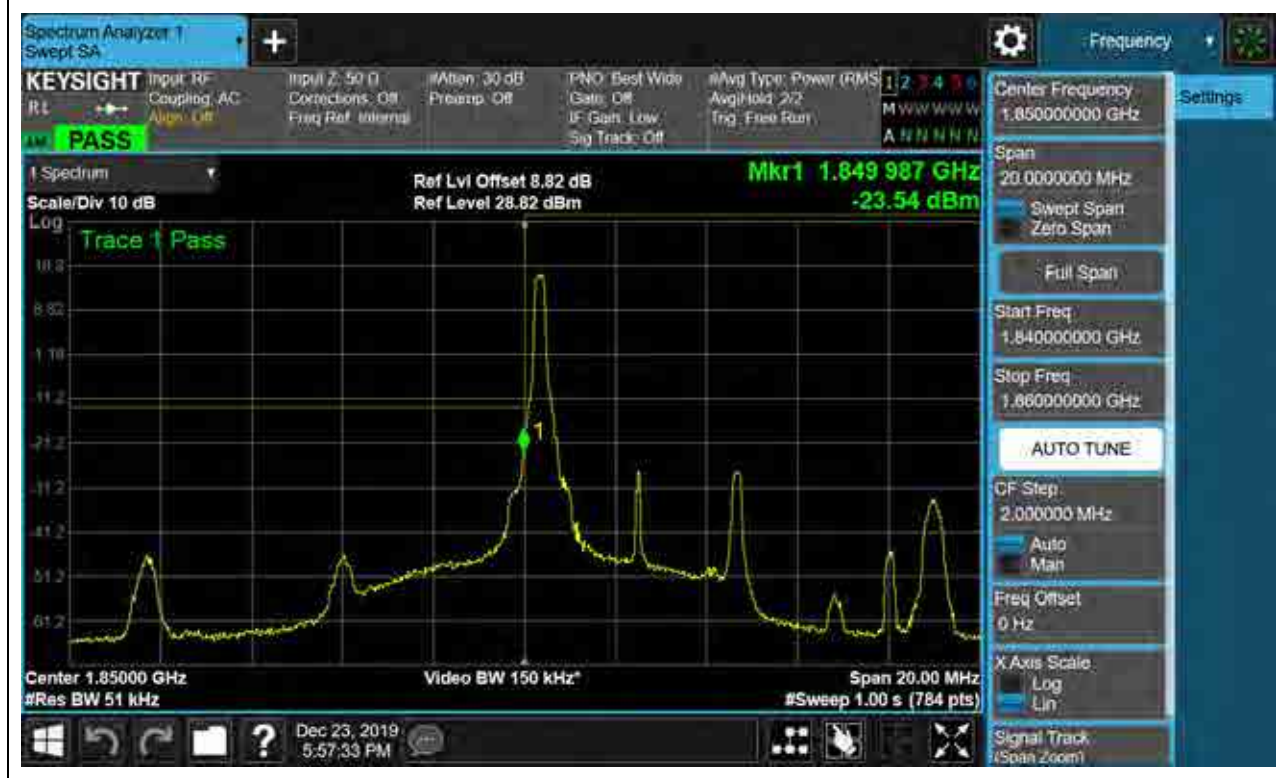 Spectrum Analyzer 1
Swept SA
+
Frequency
KEYSIGHT
Input: RF
Coupling: AC
Align: Off
Input Z: 50 Ω
Corrections: Off
Freq Ref: Internal
#Atten: 30 dB
Preamp: Off
PNO: Best Wide
Gate: Off
IF Gain: Low
Sig Track: Off
#Avg Type: Power (RMS
Avg|Hold: 2/2
Trig: Free Run
1 2 3 4 5 6
M W W W W W
A N N N N N
RL
PASS
1 Spectrum
Scale/Div 10 dB
Ref Lvl Offset 8.82 dB
Ref Level 28.82 dBm
Mkr1 1.849 987 GHz
-23.54 dBm
Log
Trace 1 Pass
18.8
8.82
-1.18
-11.2
-21.2
-31.2
-41.2
-51.2
-61.2
1
Center 1.85000 GHz
#Res BW 51 kHz
Video BW 150 kHz*
Span 20.00 MHz
#Sweep 1.00 s (784 pts)
?
Dec 23, 2019
5:57:33 PM
Center Frequency
1.850000000 GHz
Settings
Span
20.0000000 MHz
Swept Span
Zero Span
Full Span
Start Freq
1.840000000 GHz
Stop Freq
1.860000000 GHz
AUTO TUNE
CF Step
2.000000 MHz
Auto
Man
Freq Offset
0 Hz
X Axis Scale
Log
Lin
Signal Track
(Span Zoom)